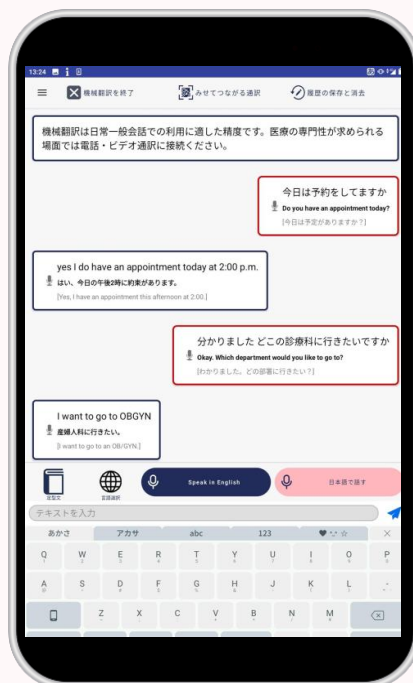 13:24
機械翻訳を終了 みせてつながる通訳 履歴の保存と消去
機械翻訳は日常一般会話での利用に適した精度です。医療の専門性が求められる
場面では電話・ビデオ通訳に接続ください。
今日は予約をしてますか
Do you have an appointment today?
[今日は予定がありますか？]
yes I do have an appointment today at 2:00 p.m.
はい、今日の午後2時に約束があります。
[Yes, I have an appointment this afternoon at 2:00.]
分かりました どこの診療科に行きたいですか
Okay. Which department would you like to go to?
[わかりました。どの部署に行きたい？]
I want to go to OBGYN
産婦人科に行きたい。
[I want to go to an OB/GYN.]
定型文 言語選択 Speak in English 日本語で話す
テキストを入力
あかさ アカサ abc 123 ♥ ☆ ×
Q W E R T Y U I O P
A S D F G H J K L
Z X C V B N M